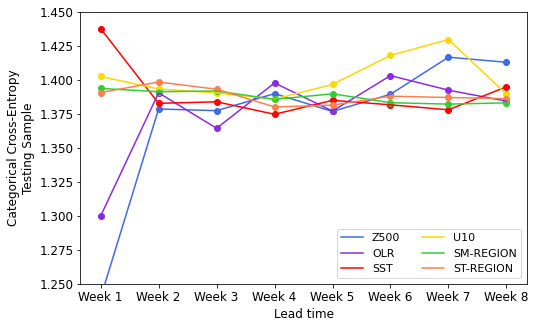 1.450
1.425
1.400
1.375
1.350
1.325
1.300
1.275
1.250
Categorical Cross-Entropy
Testing Sample
Z500
OLR
SST
U10
SM-REGION
ST-REGION
Week 1 Week 2 Week 3 Week 4 Week 5 Week 6 Week 7 Week 8
Lead time